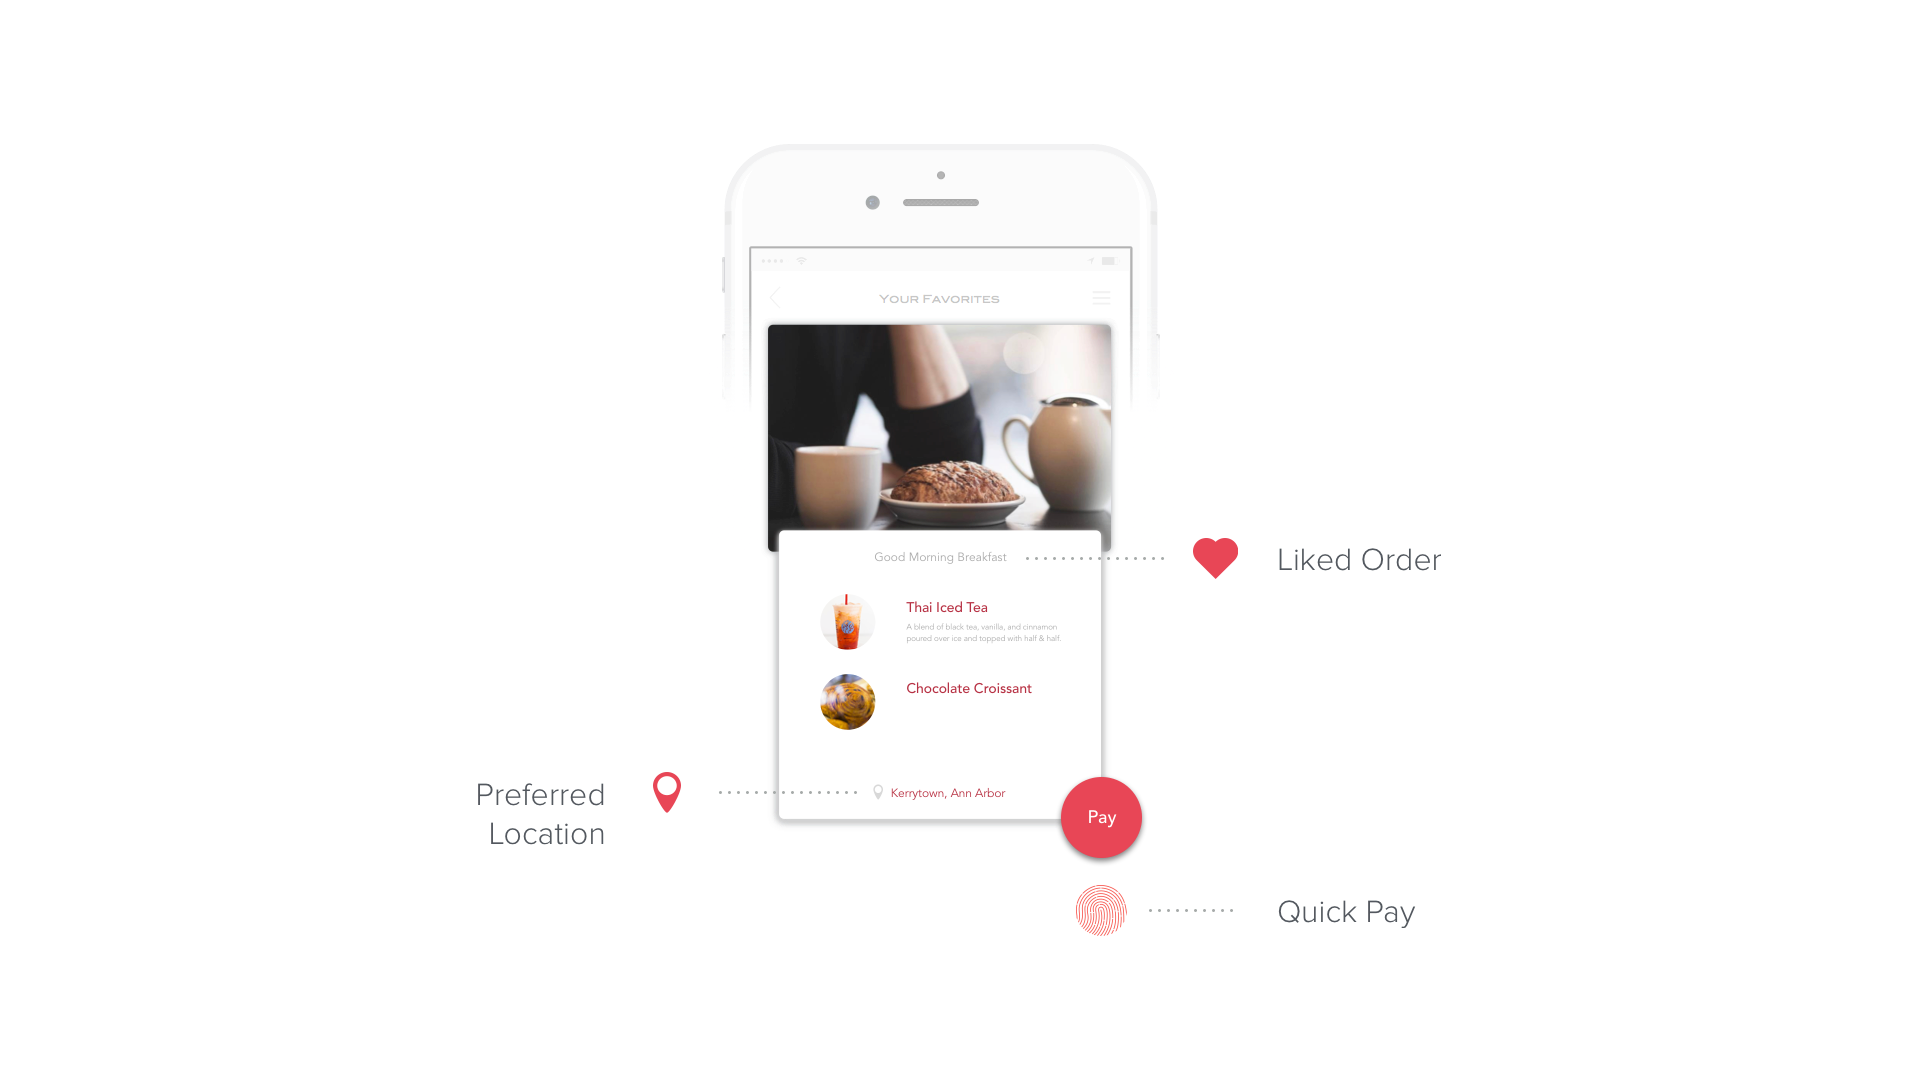 Your Favorites
Good Morning Breakfast
Liked Order
Thai Iced Tea
A blend of black tea, vanilla, and cinnamon
poured over ice and topped with half & half.
Chocolate Croissant
Preferred
Location
Kerrytown, Ann Arbor
Pay
Quick Pay